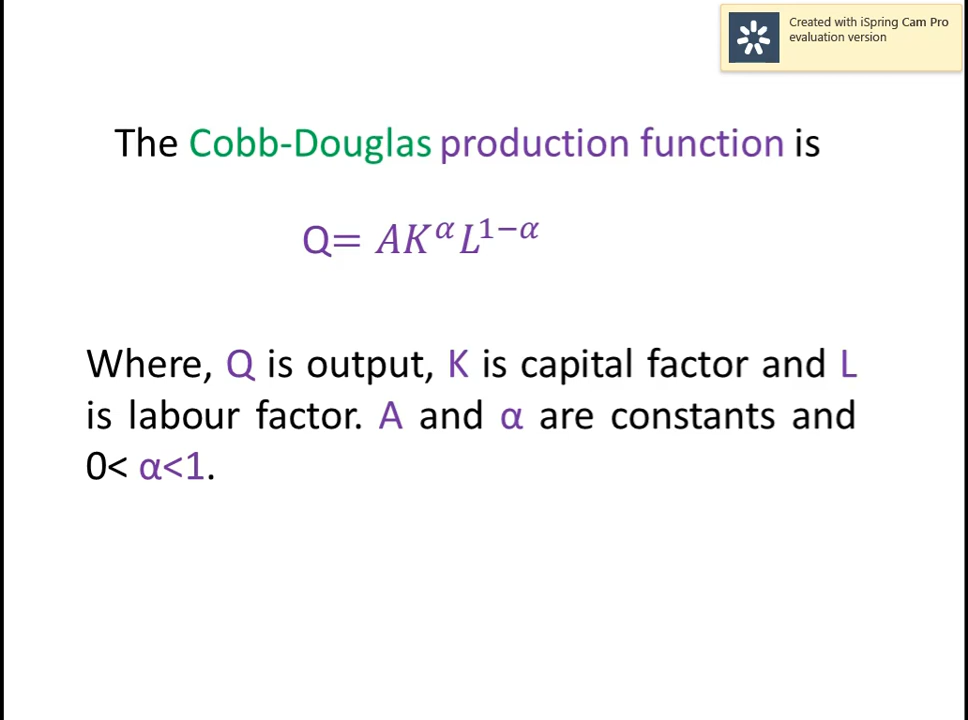 Created with iSpring Cam Pro
evaluation version
The Cobb-Douglas production function is
Q= AK^α L^{1−α}
Where, Q is output, K is capital factor and L
is labour factor. A and α are constants and
0< α<1.